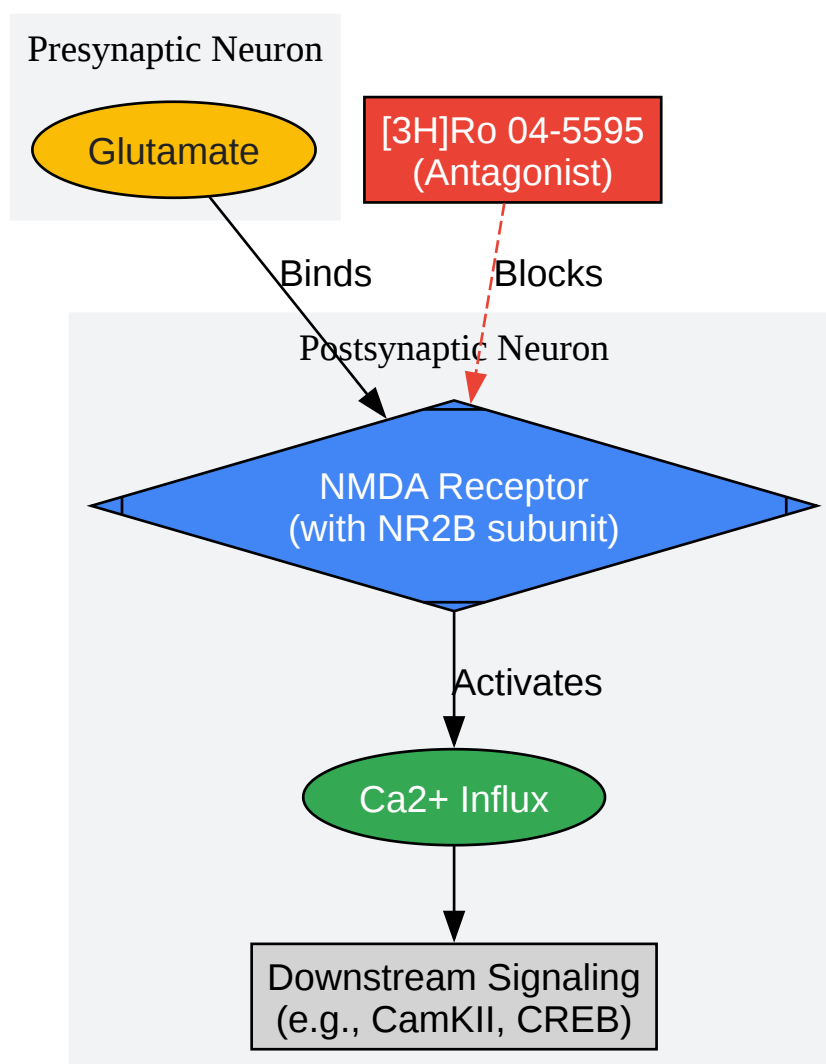 Presynaptic Neuron
Glutamate
[3H]Ro 04-5595
(Antagonist)
Binds
Blocks
Postsynaptic Neuron
NMDA Receptor
(with NR2B subunit)
Activates
Ca2+ Influx
Downstream Signaling
(e.g., CamKII, CREB)